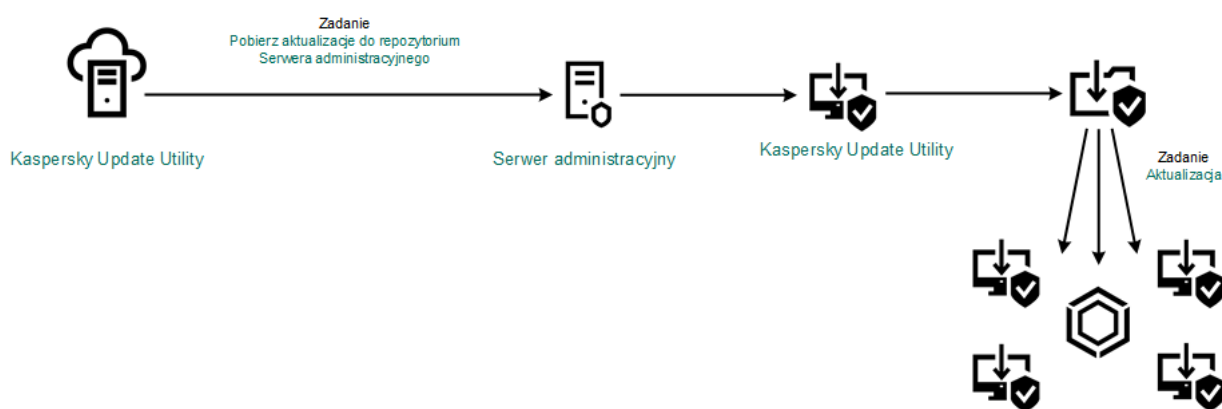 Zadanie
Pobierz aktualizacje do repozytorium
Serwera administracyjnego
Kaspersky Update Utility
Serwer administracyjny
Kaspersky Update Utility
Zadanie
Aktualizacja